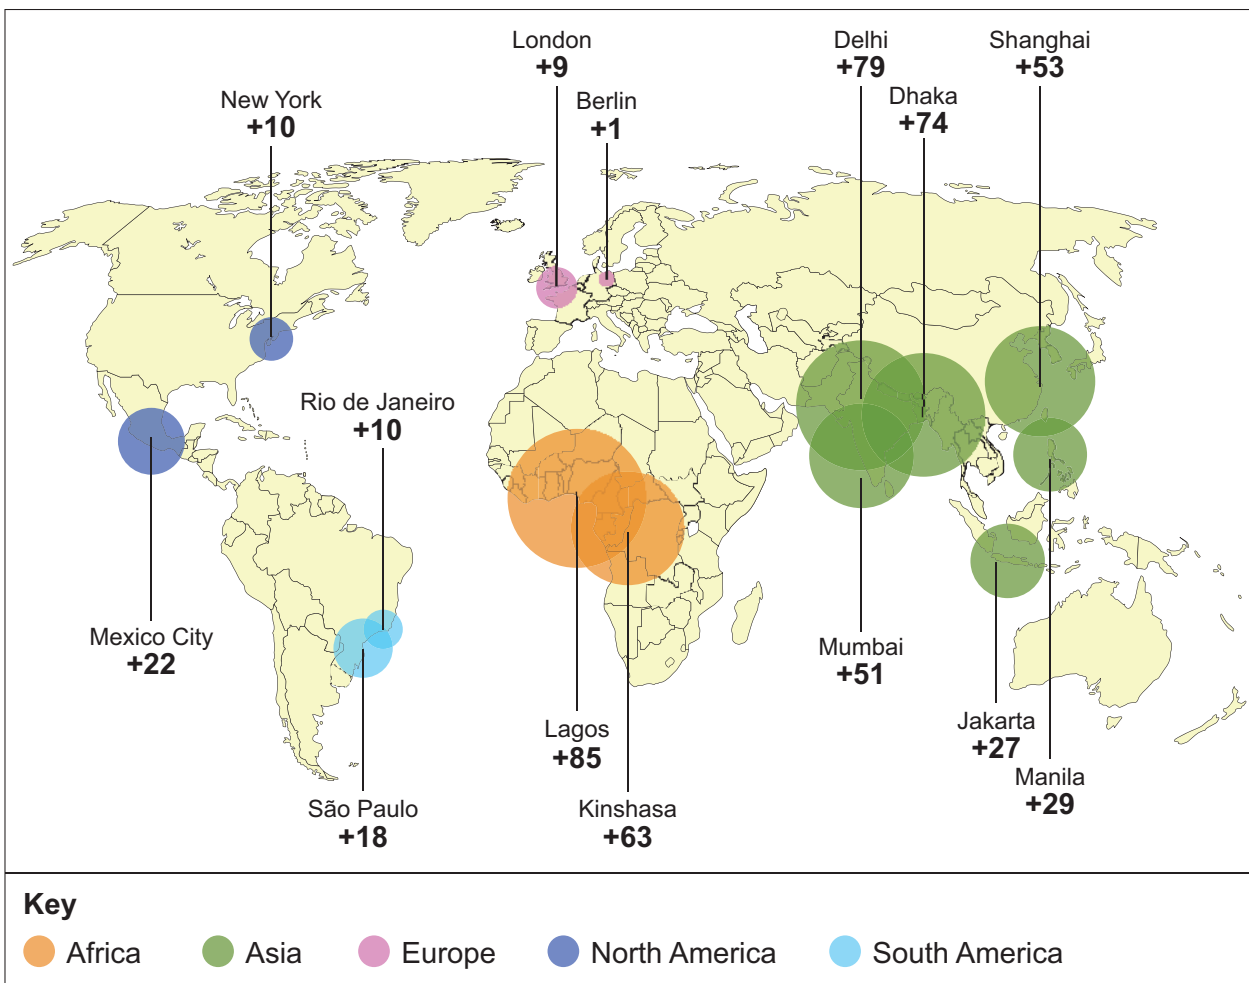 London
+9
Delhi
+79
Shanghai
+53
New York
+10
Berlin
+1
Dhaka
+74
Rio de Janeiro
+10
Mexico City
+22
Mumbai
+51
Lagos
+85
Jakarta
+27
Manila
+29
São Paulo
+18
Kinshasa
+63
Key
Africa
Asia
Europe
North America
South America